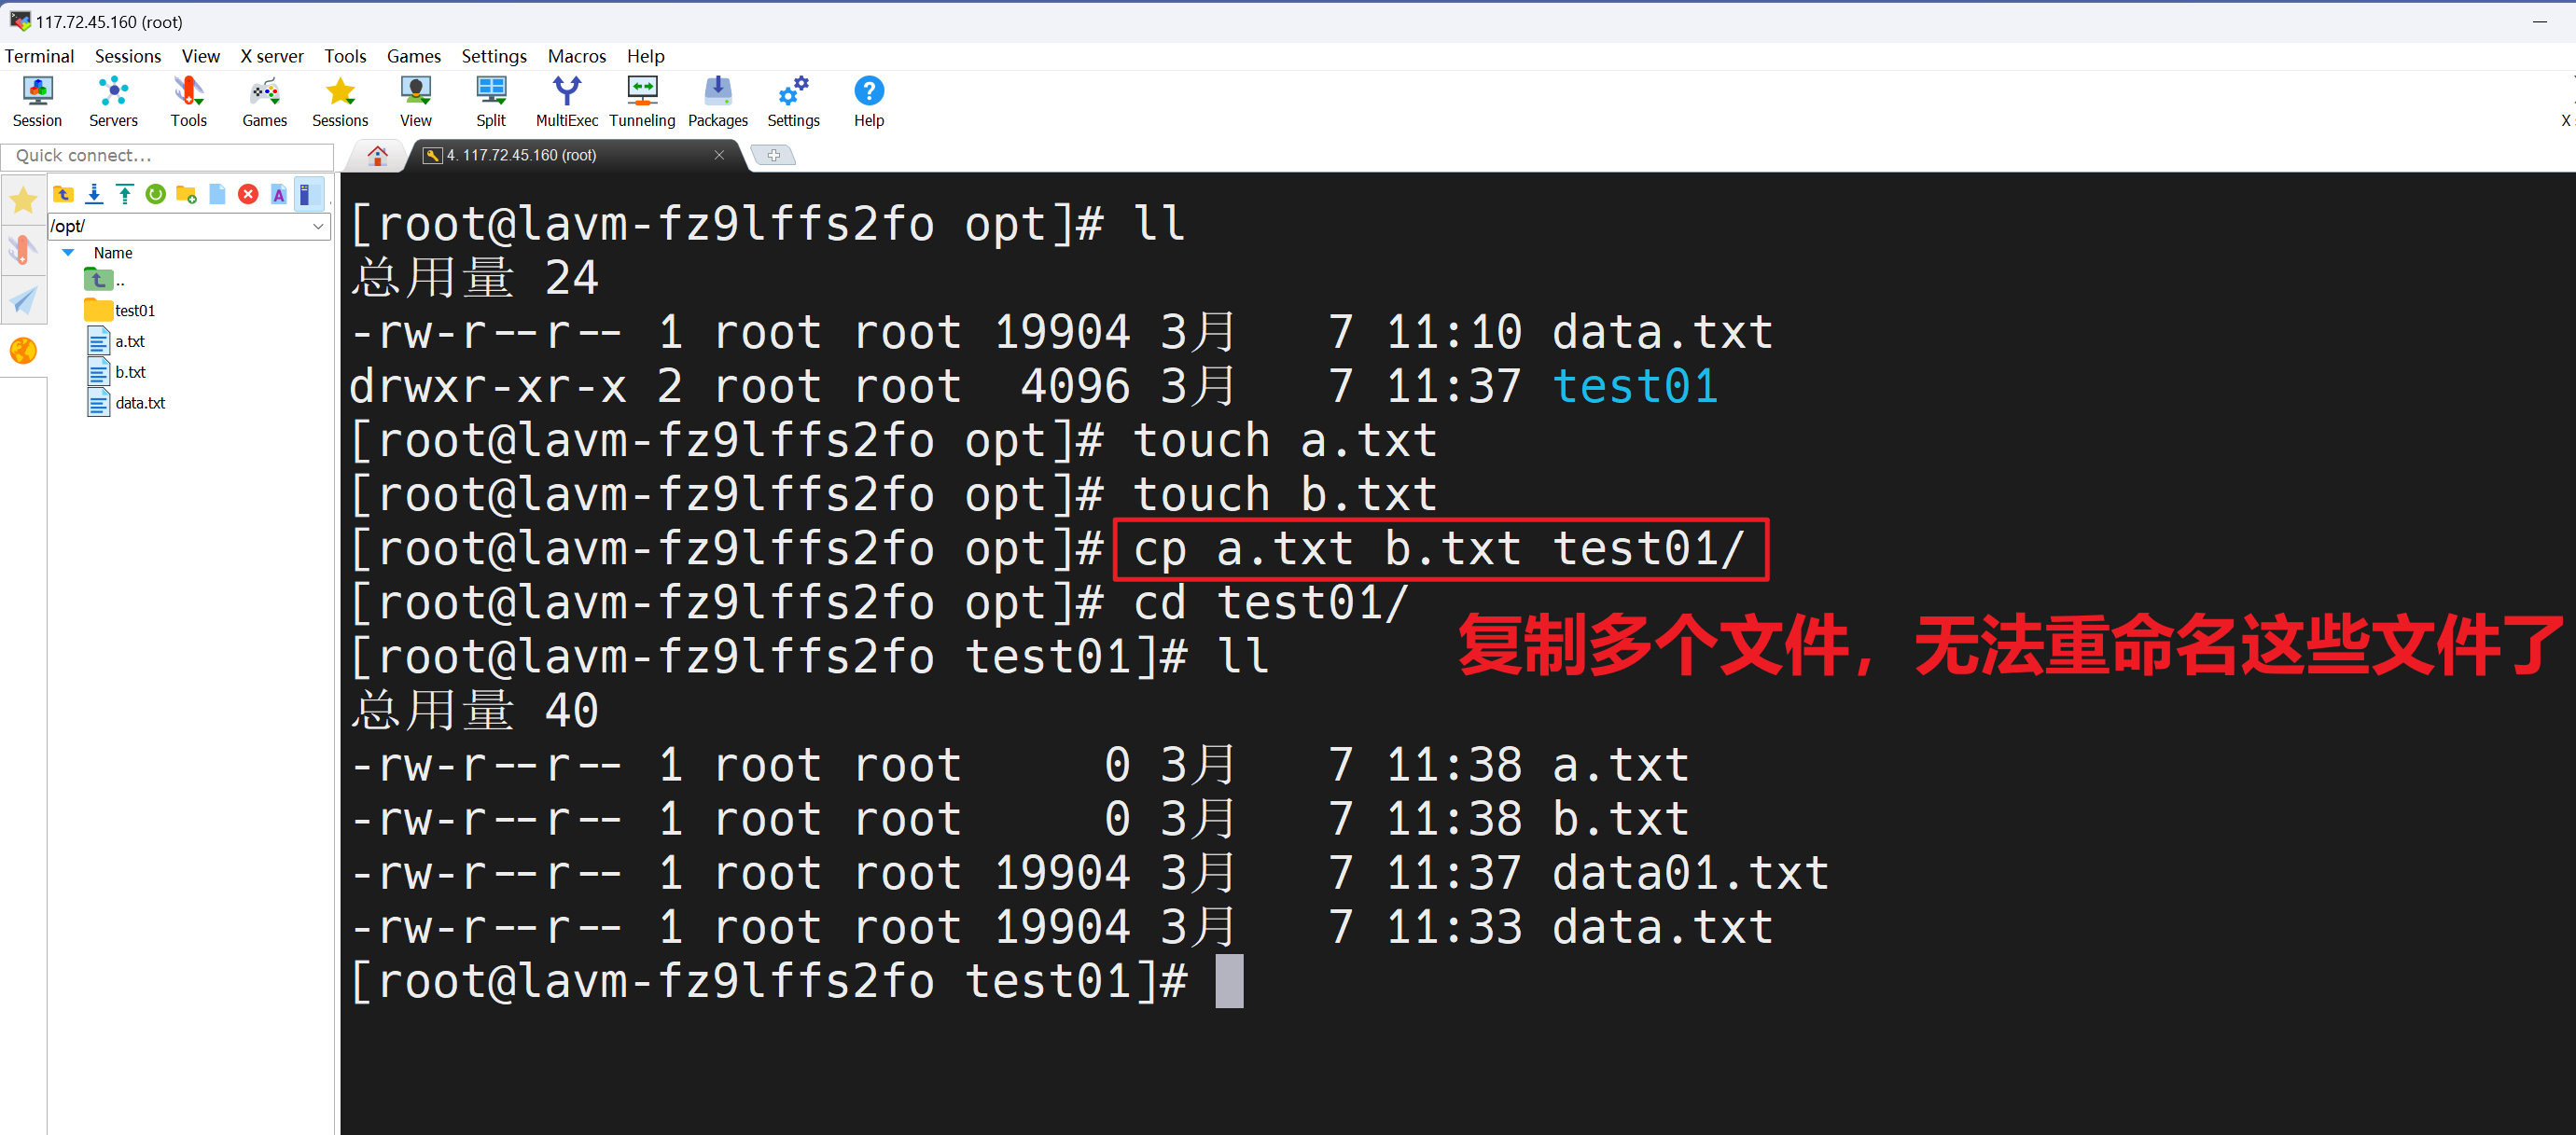 117.72.45.160 (root)
Terminal Sessions View X server Tools Games Settings Macros Help
Session Servers Tools Games Sessions View Split MultiExec Tunneling Packages Settings Help X
Quick connect...
4. 117.72.45.160 (root)
/opt/
Name
..
test01
a.txt
b.txt
data.txt
[root@lavm-fz9lffs2fo opt]# ll
总用量 24
-rw-r--r-- 1 root root 19904 3月 7 11:10 data.txt
drwxr-xr-x 2 root root 4096 3月 7 11:37 test01
[root@lavm-fz9lffs2fo opt]# touch a.txt
[root@lavm-fz9lffs2fo opt]# touch b.txt
[root@lavm-fz9lffs2fo opt]# cp a.txt b.txt test01/
[root@lavm-fz9lffs2fo opt]# cd test01/
复制多个文件，无法重命名这些文件了
[root@lavm-fz9lffs2fo test01]# ll
总用量 40
-rw-r--r-- 1 root root 0 3月 7 11:38 a.txt
-rw-r--r-- 1 root root 0 3月 7 11:38 b.txt
-rw-r--r-- 1 root root 19904 3月 7 11:37 data01.txt
-rw-r--r-- 1 root root 19904 3月 7 11:33 data.txt
[root@lavm-fz9lffs2fo test01]#